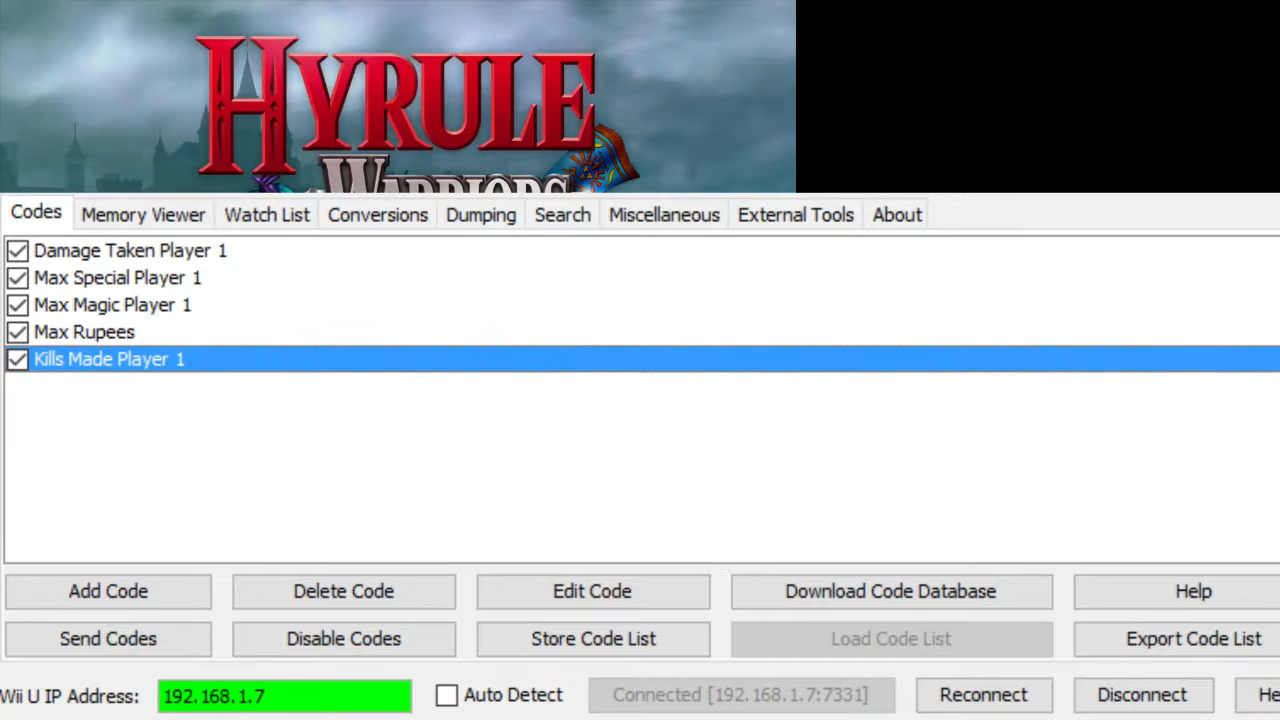 HYRULE
WARRIORS
Codes Memory Viewer Watch List Conversions Dumping Search Miscellaneous External Tools About
Damage Taken Player 1
Max Special Player 1
Max Magic Player 1
Max Rupees
Kills Made Player 1
Add Code Delete Code Edit Code Download Code Database Help
Send Codes Disable Codes Store Code List Load Code List Export Code List
Wii U IP Address: 192.168.1.7 Auto Detect Connected [192.168.1.7:7331] Reconnect Disconnect He